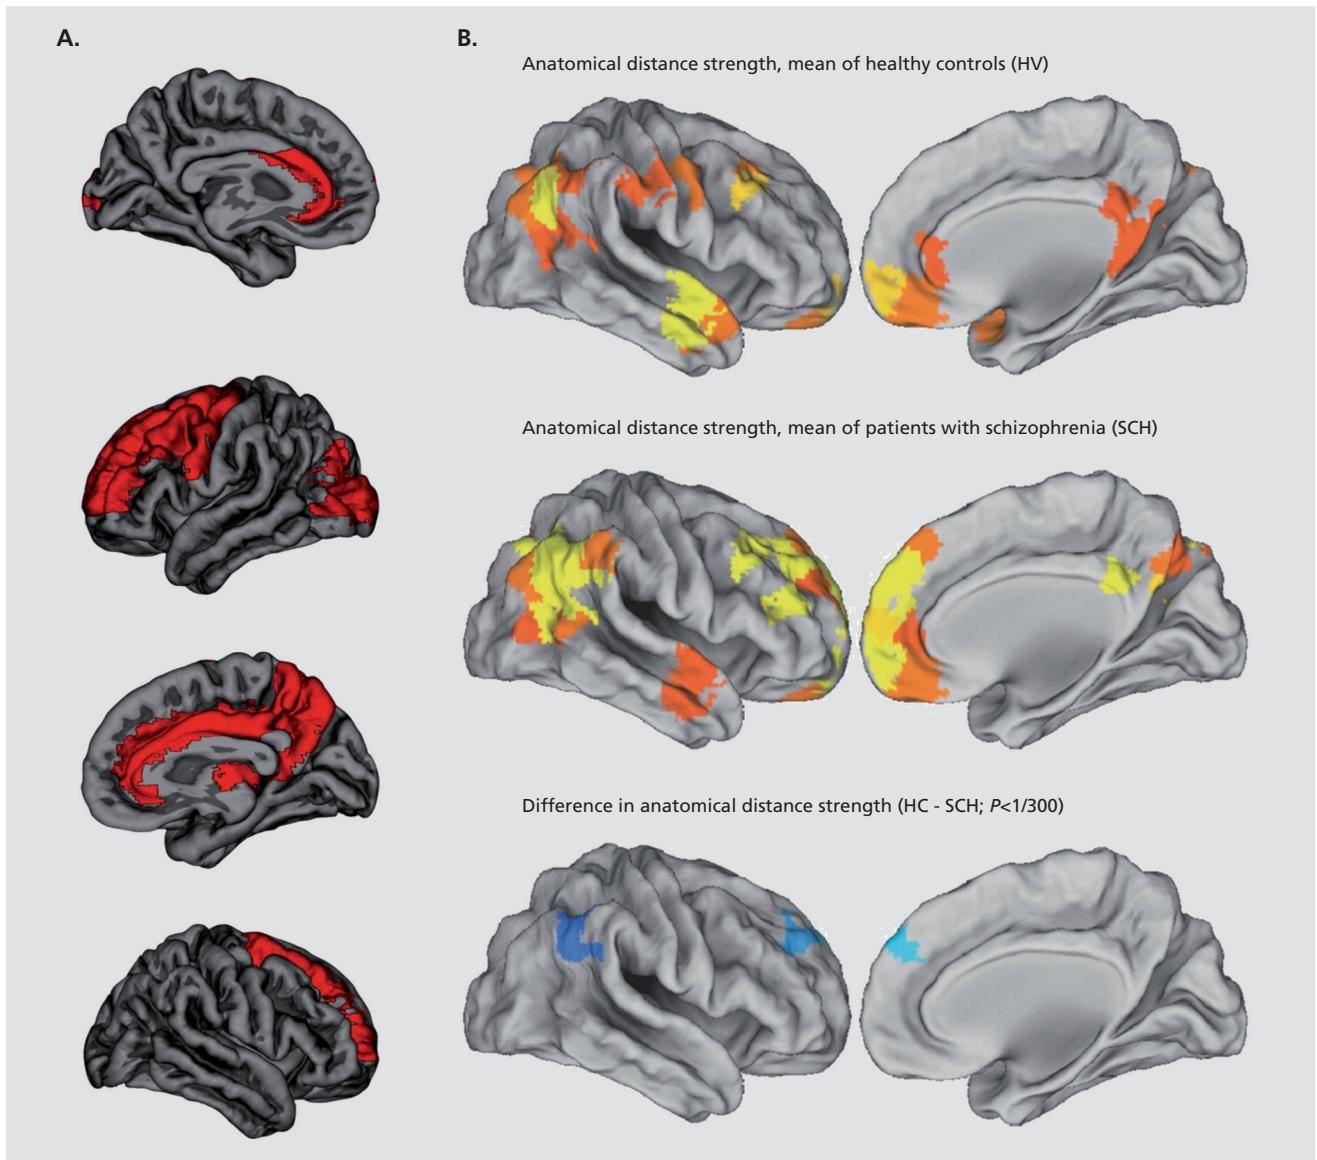 A.
B.
Anatomical distance strength, mean of healthy controls (HV)
Anatomical distance strength, mean of patients with schizophrenia (SCH)
Difference in anatomical distance strength (HC - SCH; P<1/300)